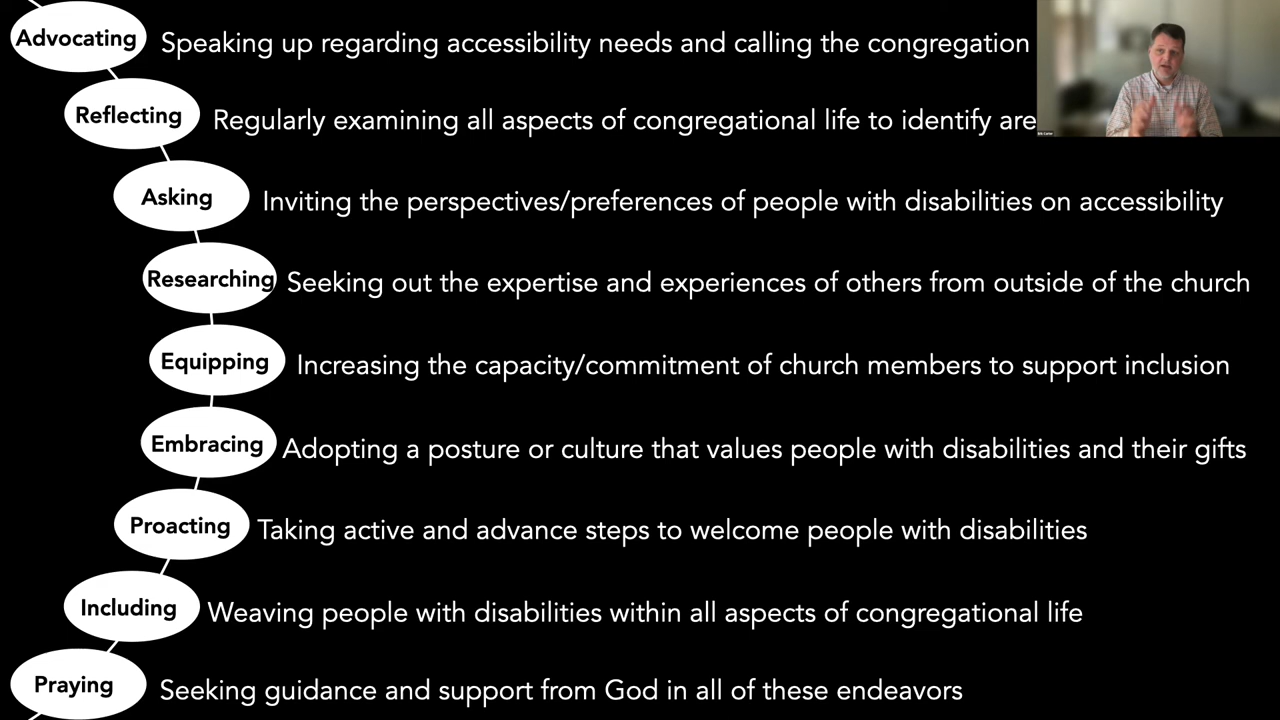 Advocating Speaking up regarding accessibility needs and calling the congregation
Reflecting Regularly examining all aspects of congregational life to identify are
Asking Inviting the perspectives/preferences of people with disabilities on accessibility
Researching Seeking out the expertise and experiences of others from outside of the church
Equipping Increasing the capacity/commitment of church members to support inclusion
Embracing Adopting a posture or culture that values people with disabilities and their gifts
Proacting Taking active and advance steps to welcome people with disabilities
Including Weaving people with disabilities within all aspects of congregational life
Praying Seeking guidance and support from God in all of these endeavors